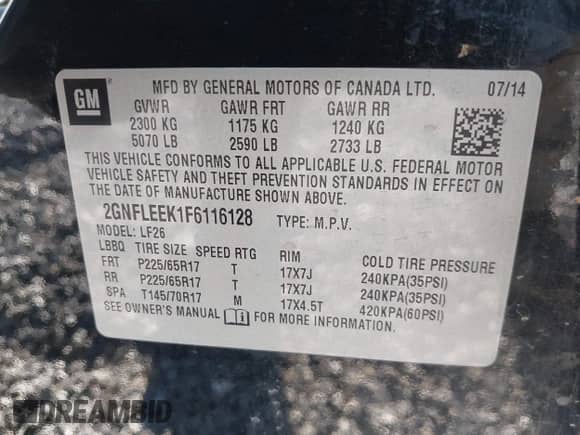 GM
MFD BY GENERAL MOTORS OF CANADA LTD. 07/14
GVWR GAWR FRT GAWR RR
2300 KG 1175 KG 1240 KG
5070 LB 2590 LB 2733 LB
THIS VEHICLE CONFORMS TO ALL APPLICABLE U.S. FEDERAL MOTOR
VEHICLE SAFETY AND THEFT PREVENTION STANDARDS IN EFFECT ON
THE DATE OF MANUFACTURE SHOWN ABOVE.
2GNFLEEK1F6116128 TYPE: M.P.V.
MODEL: LF26
LBBQ TIRE SIZE SPEED RTG RIM COLD TIRE PRESSURE
FRT P225/65R17 T 17X7J 240KPA(35PSI)
RR P225/65R17 T 17X7J 240KPA(35PSI)
SPA T145/70R17 M 17X4.5T 420KPA(60PSI)
SEE OWNER'S MANUAL FOR MORE INFORMATION.
DREAMBID